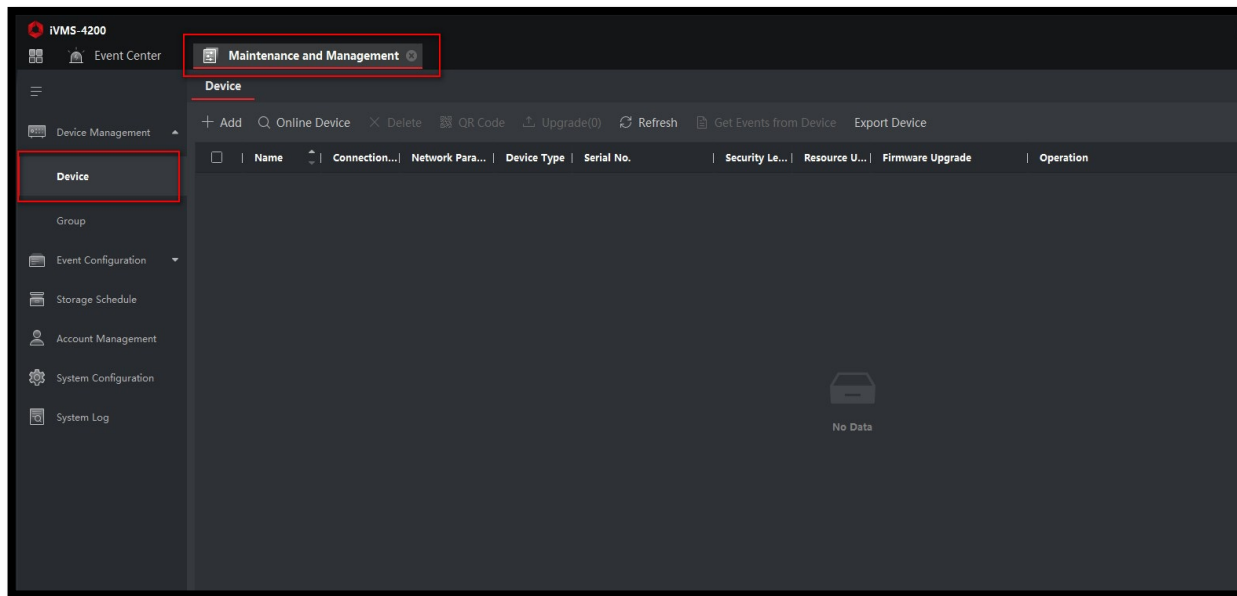 iVMS-4200
Event Center
Maintenance and Management
Device
+ Add Online Device Delete QR Code Upgrade(0) Refresh Get Events from Device Export Device
Name Connection... Network Para... Device Type Serial No. Security Le... Resource U... Firmware Upgrade Operation
Device Management
Device
Group
Event Configuration
Storage Schedule
Account Management
System Configuration
System Log
No Data